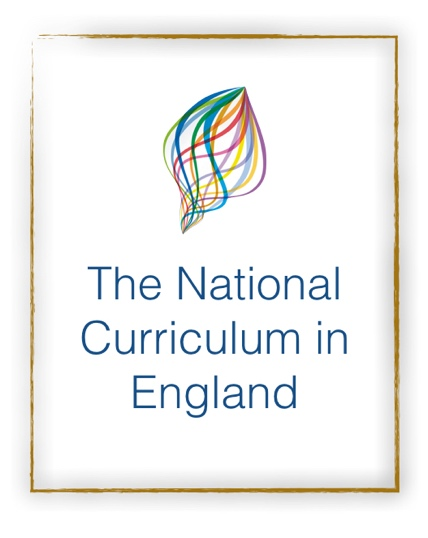 The National
Curriculum in
England